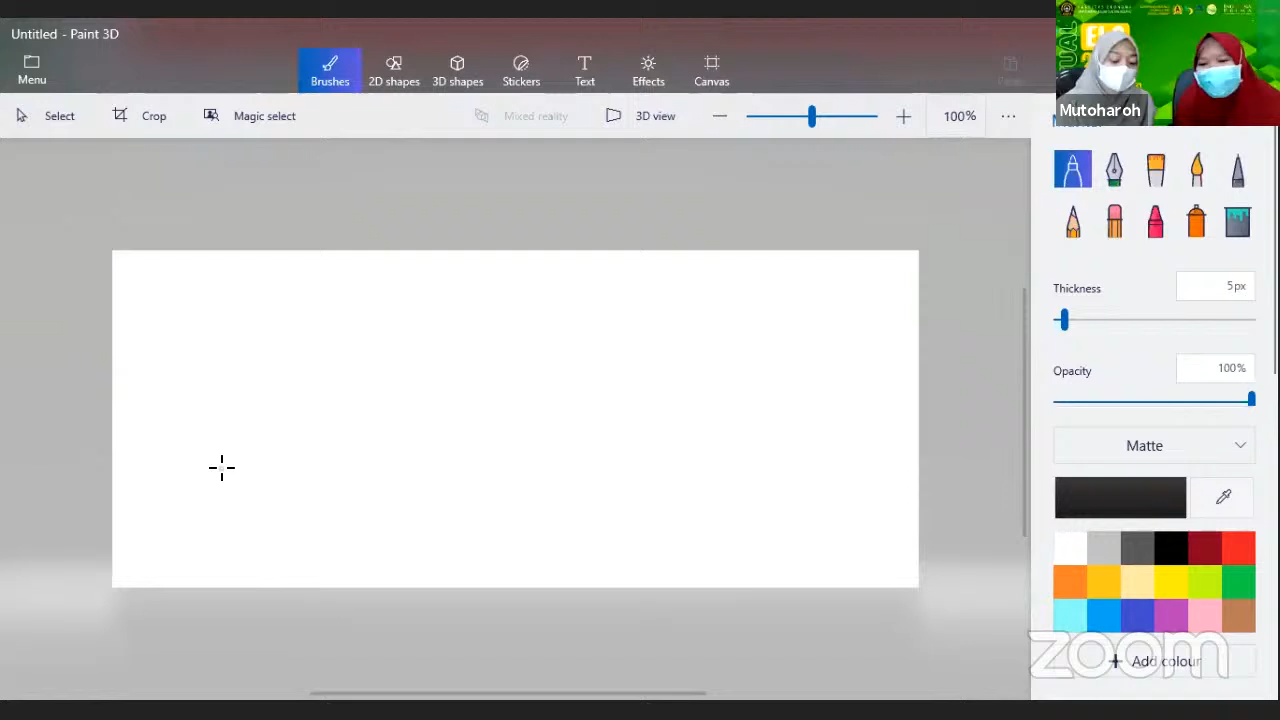 Untitled - Paint 3D
Menu
Brushes
2D shapes
3D shapes
Stickers
Text
Effects
Canvas
Select
Crop
Magic select
Mixed reality
3D view
100%
Mutoharoh
Thickness
5px
Opacity
100%
Matte
Add colour
zoom